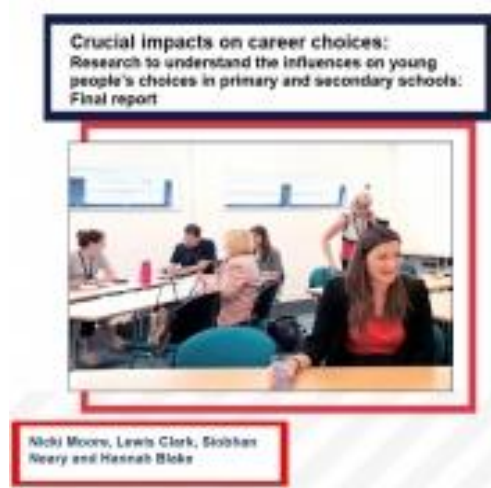 Crucial impacts on career choices:
Research to understand the influences on young
people's choices in primary and secondary schools:
Final report
Nicki Moore, Lewis Clark, Siobhan
Neary and Hannah Blake